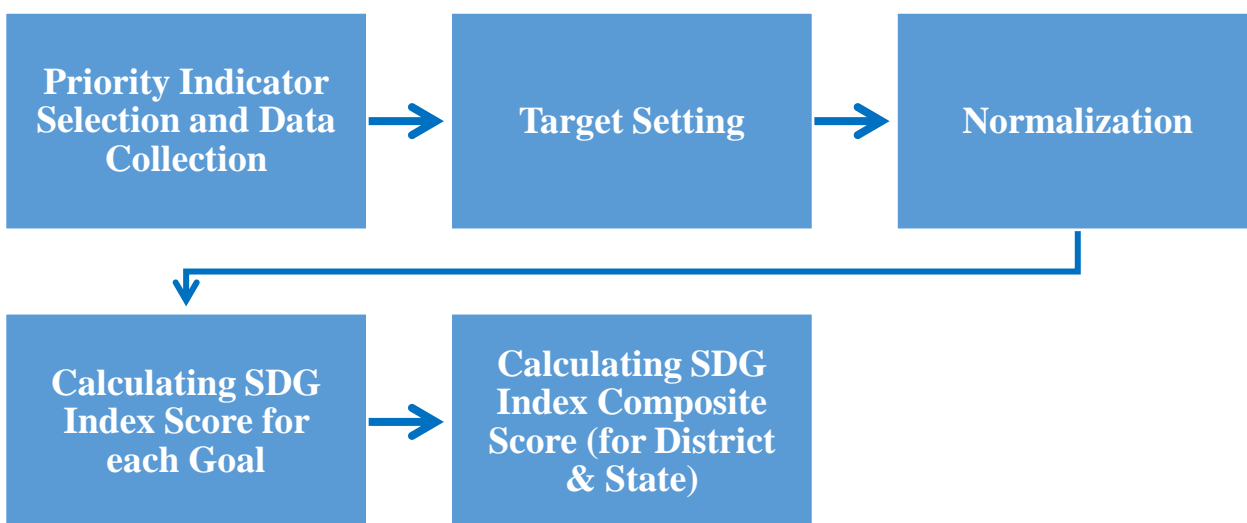 Priority Indicator
Selection and Data
Collection
Target Setting
Normalization
Calculating SDG
Index Score for
each Goal
Calculating SDG
Index Composite
Score (for District
& State)